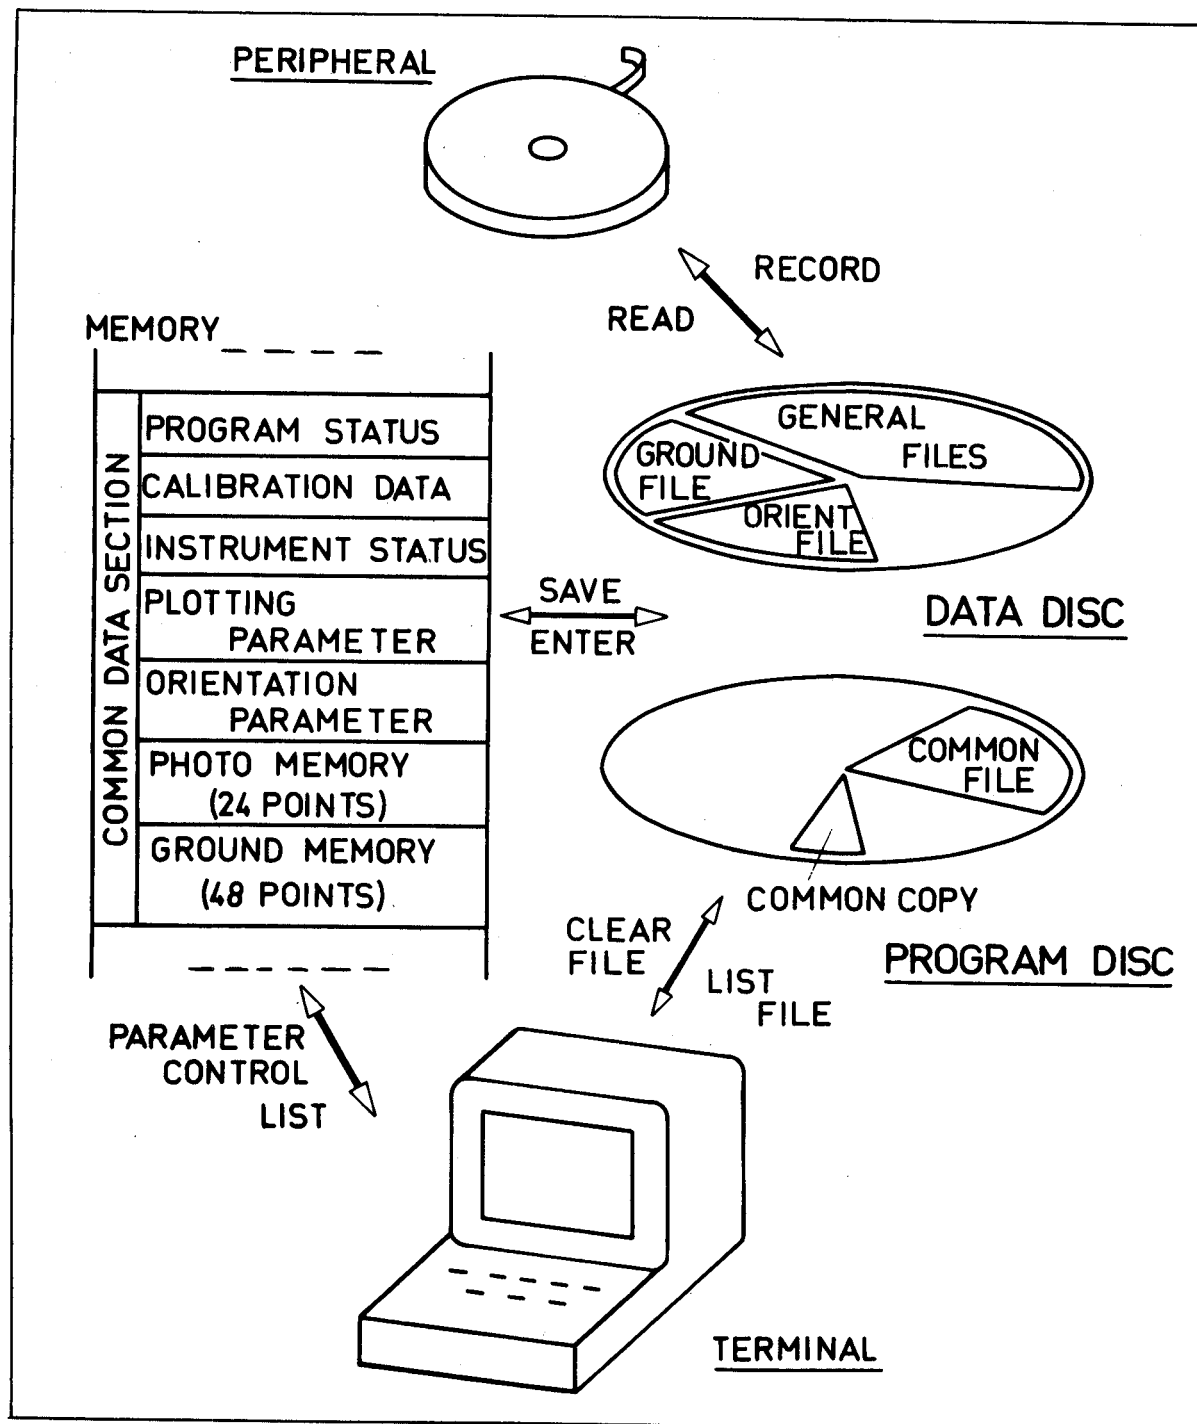 PERIPHERAL
RECORD
READ
MEMORY
COMMON DATA SECTION
PROGRAM STATUS
CALIBRATION DATA
INSTRUMENT STATUS
PLOTTING
PARAMETER
ORIENTATION
PARAMETER
PHOTO MEMORY
(24 POINTS)
GROUND MEMORY
(48 POINTS)
GENERAL
FILES
GROUND
FILE
ORIENT
FILE
DATA DISC
SAVE
ENTER
COMMON
FILE
COMMON COPY
PROGRAM DISC
CLEAR
FILE
LIST
FILE
PARAMETER
CONTROL
LIST
TERMINAL